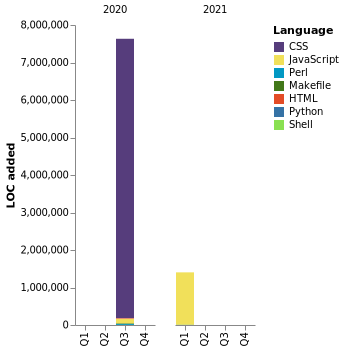 2020 2021
Language
CSS
JavaScript
Perl
Makefile
HTML
Python
Shell
LOC added
8,000,000
7,000,000
6,000,000
5,000,000
4,000,000
3,000,000
2,000,000
1,000,000
0
Q1 Q2 Q3 Q4 Q1 Q2 Q3 Q4